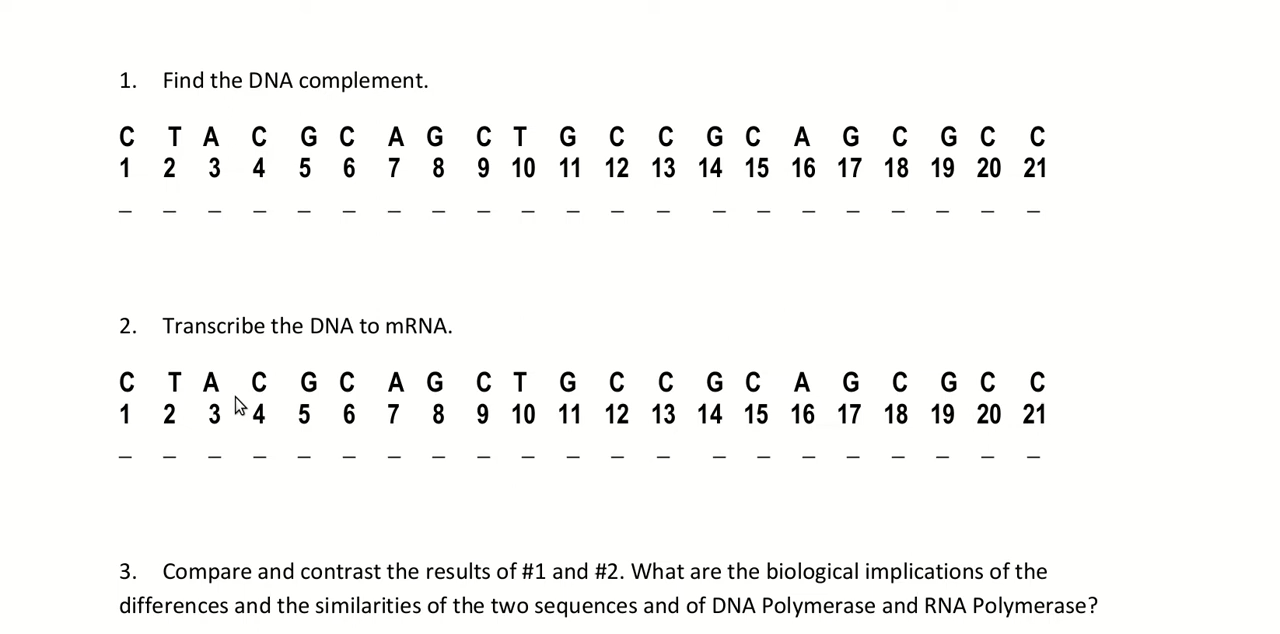 1. Find the DNA complement.
C T A C G C A G C T G C C G C A G C G C C
1 2 3 4 5 6 7 8 9 10 11 12 13 14 15 16 17 18 19 20 21
_ _ _ _ _ _ _ _ _ _ _ _ _ _ _ _ _ _ _ _ _
2. Transcribe the DNA to mRNA.
C T A C G C A G C T G C C G C A G C G C C
1 2 3 4 5 6 7 8 9 10 11 12 13 14 15 16 17 18 19 20 21
_ _ _ _ _ _ _ _ _ _ _ _ _ _ _ _ _ _ _ _ _
3. Compare and contrast the results of #1 and #2. What are the biological implications of the
differences and the similarities of the two sequences and of DNA Polymerase and RNA Polymerase?